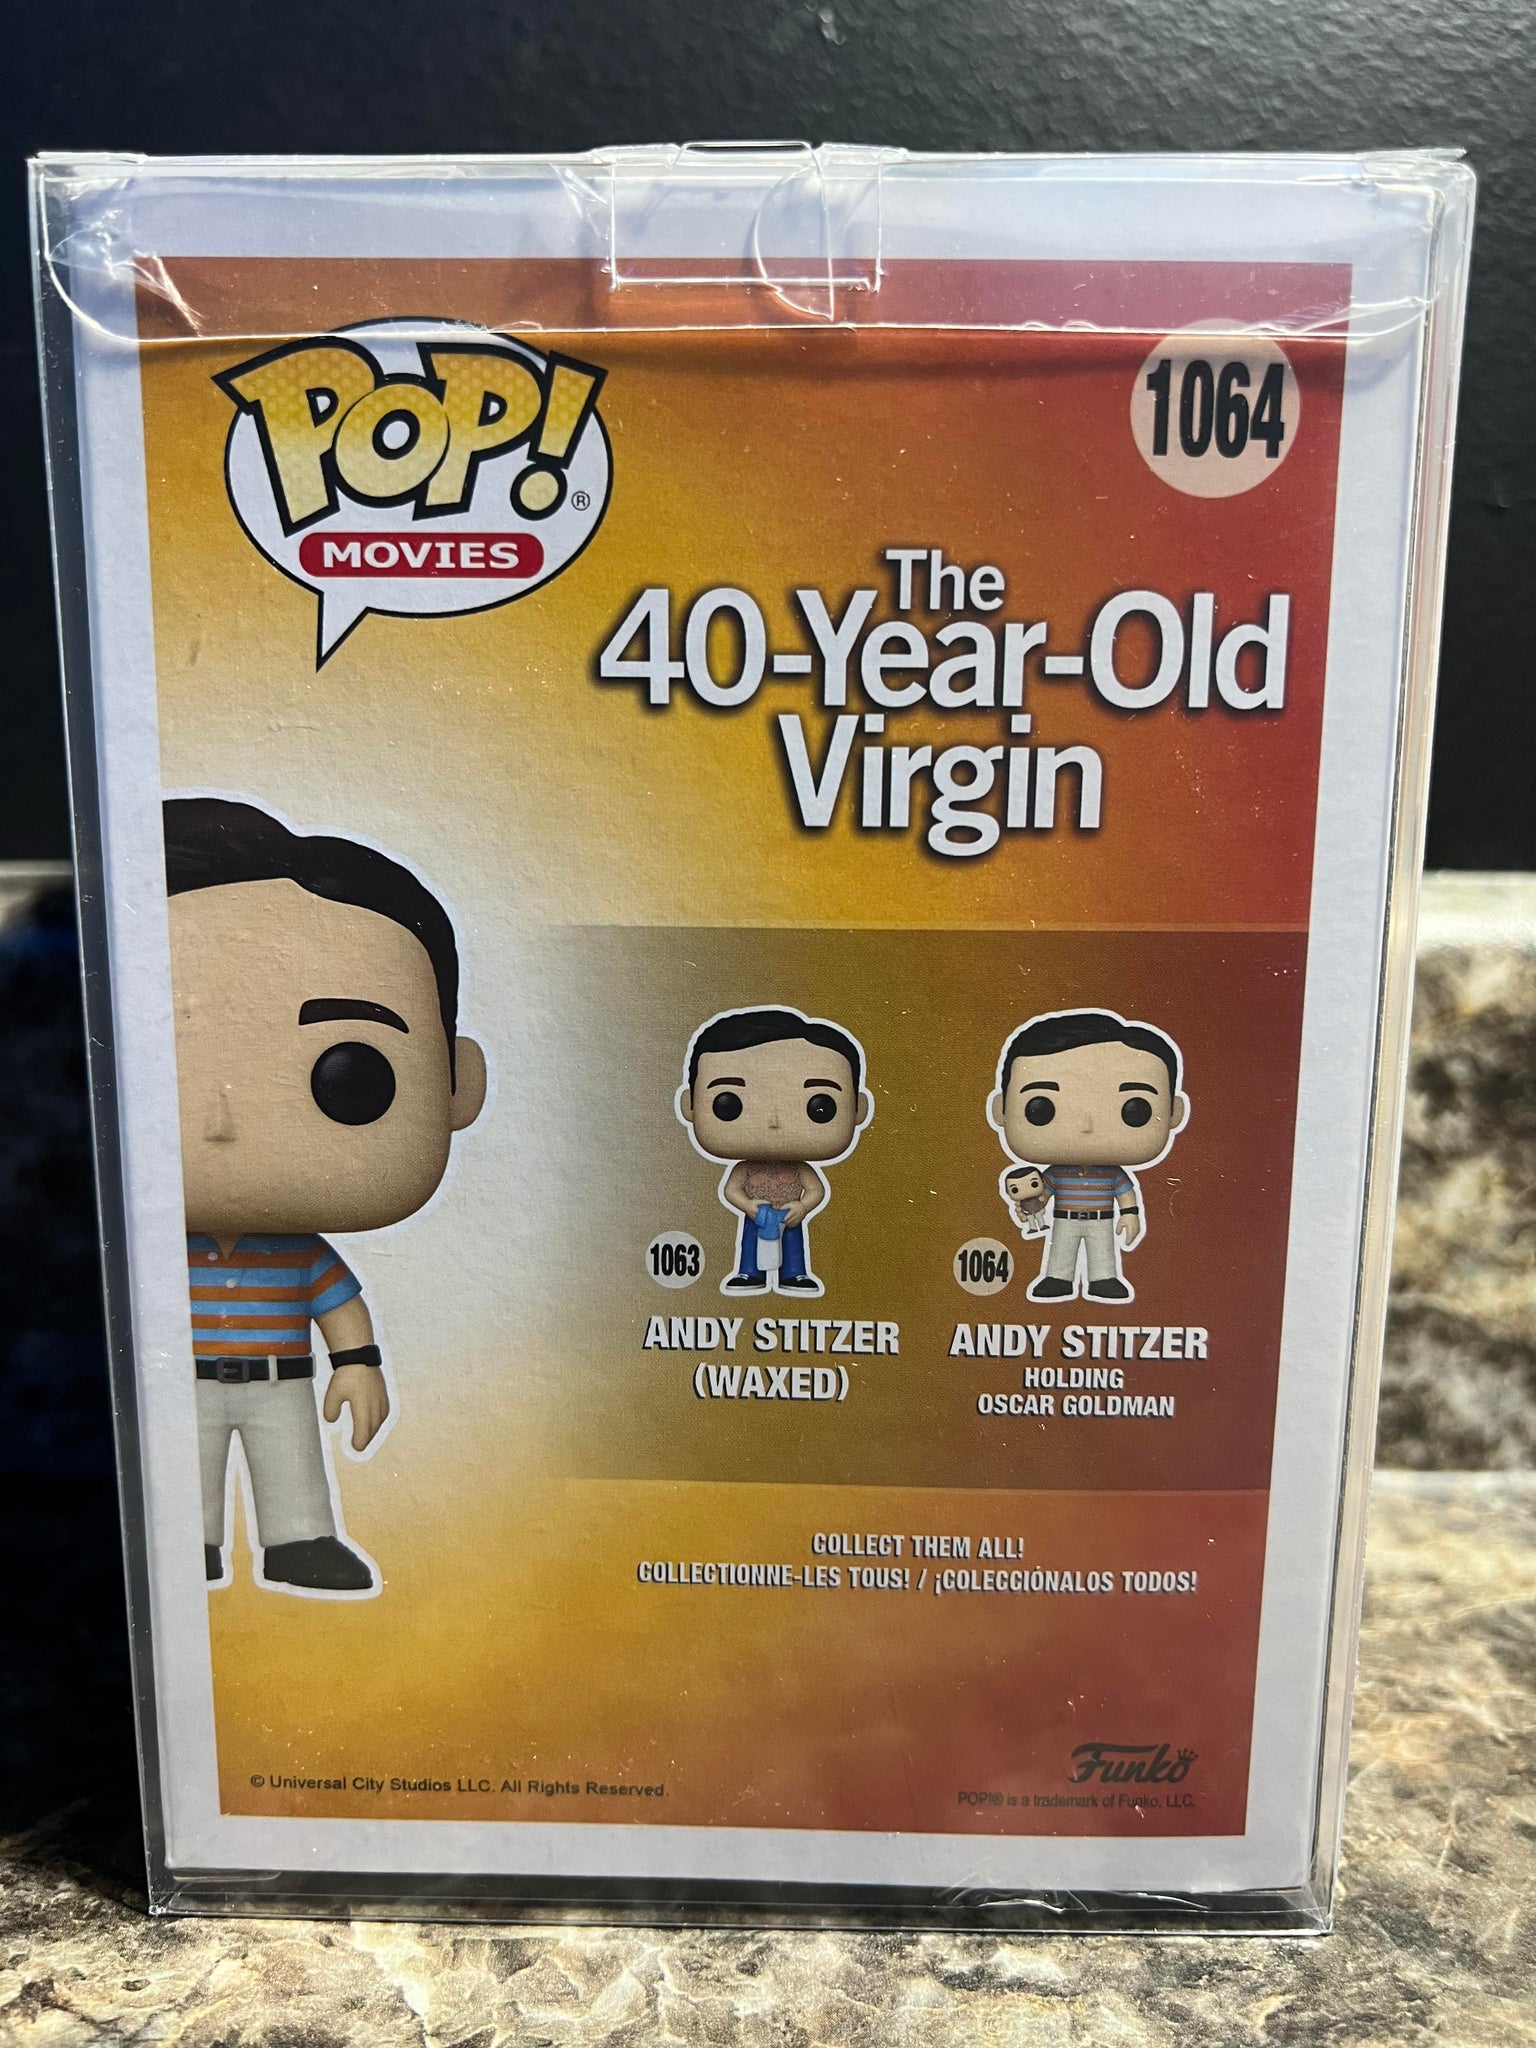 POP!®
MOVIES
1064
The
40-Year-Old
Virgin
1063
ANDY STITZER
(WAXED)
1064
ANDY STITZER
HOLDING
OSCAR GOLDMAN
COLLECT THEM ALL!
COLLECTIONNE-LES TOUS! / ¡COLECCIÓNALOS TODOS!
© Universal City Studios LLC. All Rights Reserved.
Funko
POP!® is a trademark of Funko, LLC.